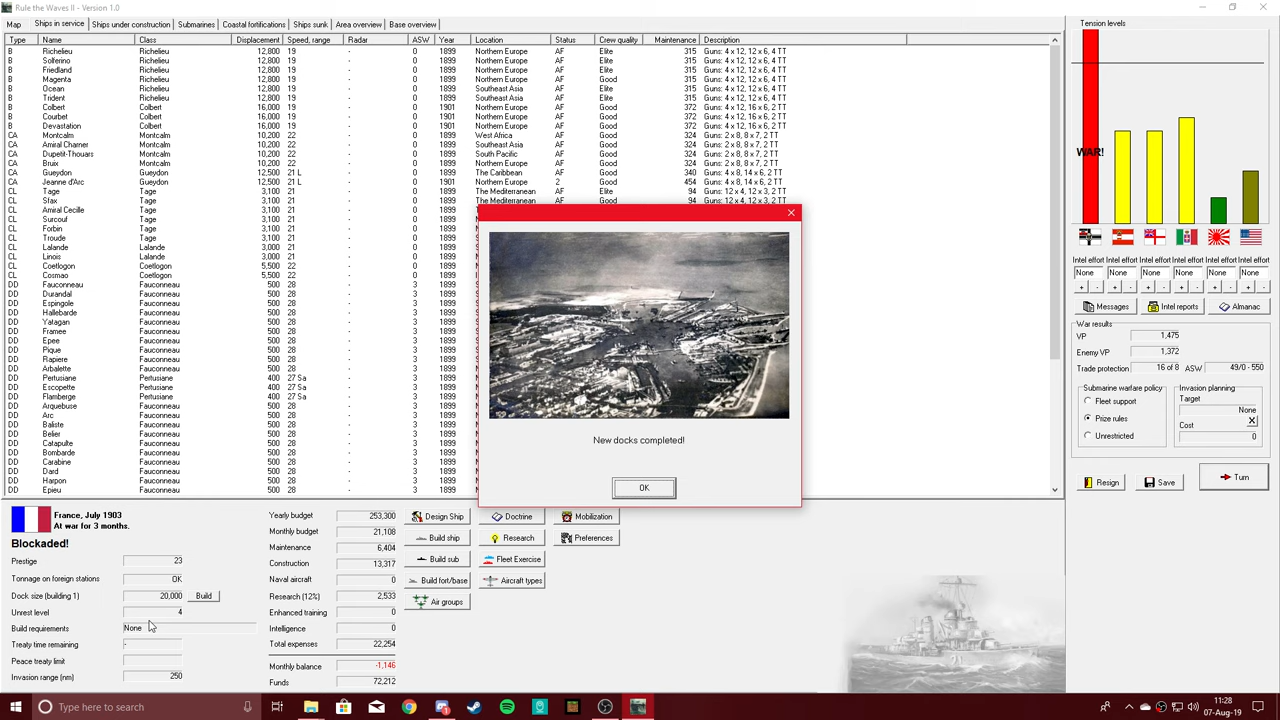 Rule the Waves II - Version 1.0
Map Ships in service Ships under construction Submarines Coastal fortifications Ships sunk Area overview Base overview
Type Name Class Displacement Speed, range Radar ASW Year Location Status Crew quality Maintenance Description
B Richelieu Richelieu 12,800 19 - 0 1899 Northern Europe AF Elite 315 Guns: 4 x 12, 12 x 6, 4 TT
B Solferino Richelieu 12,800 19 - 0 1899 Northern Europe AF Elite 315 Guns: 4 x 12, 12 x 6, 4 TT
B Friedland Richelieu 12,800 19 - 0 1899 Northern Europe AF Elite 315 Guns: 4 x 12, 12 x 6, 4 TT
B Magenta Richelieu 12,800 19 - 0 1899 Northern Europe AF Good 315 Guns: 4 x 12, 12 x 6, 4 TT
B Ocean Richelieu 12,800 19 - 0 1899 Southeast Asia AF Elite 315 Guns: 4 x 12, 12 x 6, 4 TT
B Trident Richelieu 12,800 19 - 0 1899 Southeast Asia AF Elite 315 Guns: 4 x 12, 12 x 6, 4 TT
B Colbert Colbert 16,000 19 - 0 1901 Northern Europe AF Good 372 Guns: 4 x 12, 16 x 6, 2 TT
B Courbet Colbert 16,000 19 - 0 1901 Northern Europe AF Good 372 Guns: 4 x 12, 16 x 6, 2 TT
B Devastation Colbert 16,000 19 - 0 1901 Northern Europe AF Good 372 Guns: 4 x 12, 16 x 6, 2 TT
CA Montcalm Montcalm 10,200 22 - 0 1899 West Africa AF Good 324 Guns: 2 x 8, 8 x 7, 2 TT
CA Amiral Charner Montcalm 10,200 22 - 0 1899 Southeast Asia AF Good 324 Guns: 2 x 8, 8 x 7, 2 TT
CA Dupetit-Thouars Montcalm 10,200 22 - 0 1899 South Pacific AF Good 324 Guns: 2 x 8, 8 x 7, 2 TT
CA Bruix Montcalm 10,200 22 - 0 1899 Northern Europe AF Good 324 Guns: 2 x 8, 8 x 7, 2 TT
CA Gueydon Gueydon 12,500 21 L - 0 1899 The Caribbean AF Good 340 Guns: 4 x 8, 14 x 6, 2 TT
CA Jeanne d'Arc Gueydon 12,500 21 L - 0 1901 Northern Europe 2 Good 454 Guns: 4 x 8, 14 x 6, 2 TT
CL Tage Tage 3,100 21 - 0 1899 The Mediterranean AF Elite 94 Guns: 12 x 4, 12 x 3, 2 TT
CL Sfax Tage 3,100 21 - 0 1899 The Mediterranean AF Good 94 Guns: 12 x 4, 12 x 3, 2 TT
CL Amiral Cecille Tage 3,100 21 - 0 1899
CL Surcouf Tage 3,100 21 - 0 1899
CL Forbin Tage 3,100 21 - 0 1899
CL Troude Tage 3,100 21 - 0 1899
CL Lalande Lalande 3,000 21 - 0 1899
CL Linois Lalande 3,000 21 - 0 1899
CL Coetlogon Coetlogon 5,500 22 - 0 1899
CL Cosmao Coetlogon 5,500 22 - 0 1899
DD Fauconneau Fauconneau 500 28 - 3 1899
DD Durandal Fauconneau 500 28 - 3 1899
DD Espingole Fauconneau 500 28 - 3 1899
DD Hallebarde Fauconneau 500 28 - 3 1899
DD Yatagan Fauconneau 500 28 - 3 1899
DD Framee Fauconneau 500 28 - 3 1899
DD Epee Fauconneau 500 28 - 3 1899
DD Pique Fauconneau 500 28 - 3 1899
DD Rapiere Fauconneau 500 28 - 3 1899
DD Arbalette Fauconneau 500 28 - 3 1899
DD Pertusiane Pertusiane 400 27 Sa - 3 1899
DD Escopette Pertusiane 400 27 Sa - 3 1899
DD Flamberge Pertusiane 400 27 Sa - 3 1899
DD Arquebuse Fauconneau 500 28 - 3 1899
DD Arc Fauconneau 500 28 - 3 1899
DD Baliste Fauconneau 500 28 - 3 1899
DD Belier Fauconneau 500 28 - 3 1899
DD Catapulte Fauconneau 500 28 - 3 1899
DD Bombarde Fauconneau 500 28 - 3 1899
DD Carabine Fauconneau 500 28 - 3 1899
DD Dard Fauconneau 500 28 - 3 1899
DD Harpon Fauconneau 500 28 - 3 1899
DD Epieu Fauconneau 500 28 - 3 1899
New docks completed!
OK
Tension levels
WAR!
Intel effort Intel effort Intel effort Intel effort Intel effort Intel effort
None None None None None None
+ - + - + - + - + - + -
Messages Intel reports Almanac
War results
VP 1,475
Enemy VP 1,372
Trade protection 16 of 8 ASW 49/0 - 550
Submarine warfare policy
Fleet support
Prize rules
Unrestricted
Invasion planning
Target
None
Cost X
0
Resign Save Turn
France, July 1903
At war for 3 months.
Blockaded!
Prestige 23
Tonnage on foreign stations OK
Dock size (building 1) 20,000 Build
Unrest level 4
Build requirements None
Treaty time remaining -
Peace treaty limit
Invasion range (nm) 250
Yearly budget 253,300
Monthly budget 21,108
Maintenance 6,404
Construction 13,317
Naval aircraft 0
Research (12%) 2,533
Enhanced training 0
Intelligence 0
Total expenses 22,254
Monthly balance -1,146
Funds 72,212
Design Ship Doctrine Mobilization
Build ship Research Preferences
Build sub Fleet Exercise
Build fort/base Aircraft types
Air groups
Type here to search
11:28
07-Aug-19